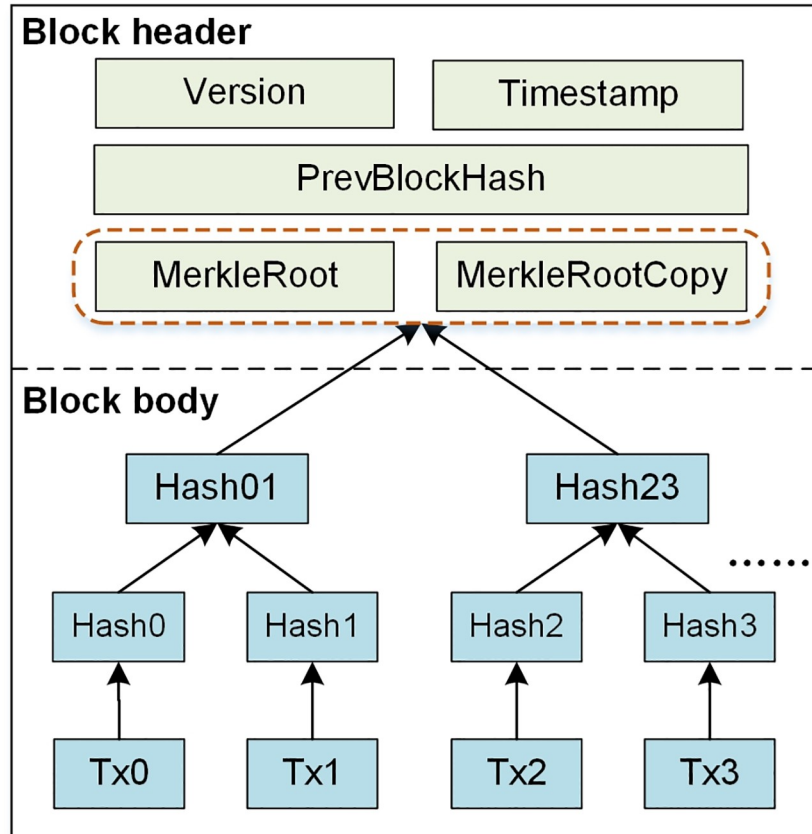 Block header
Version
Timestamp
PrevBlockHash
MerkleRoot
MerkleRootCopy
Block body
Hash01
Hash23
......
Hash0
Hash1
Hash2
Hash3
Tx0
Tx1
Tx2
Tx3